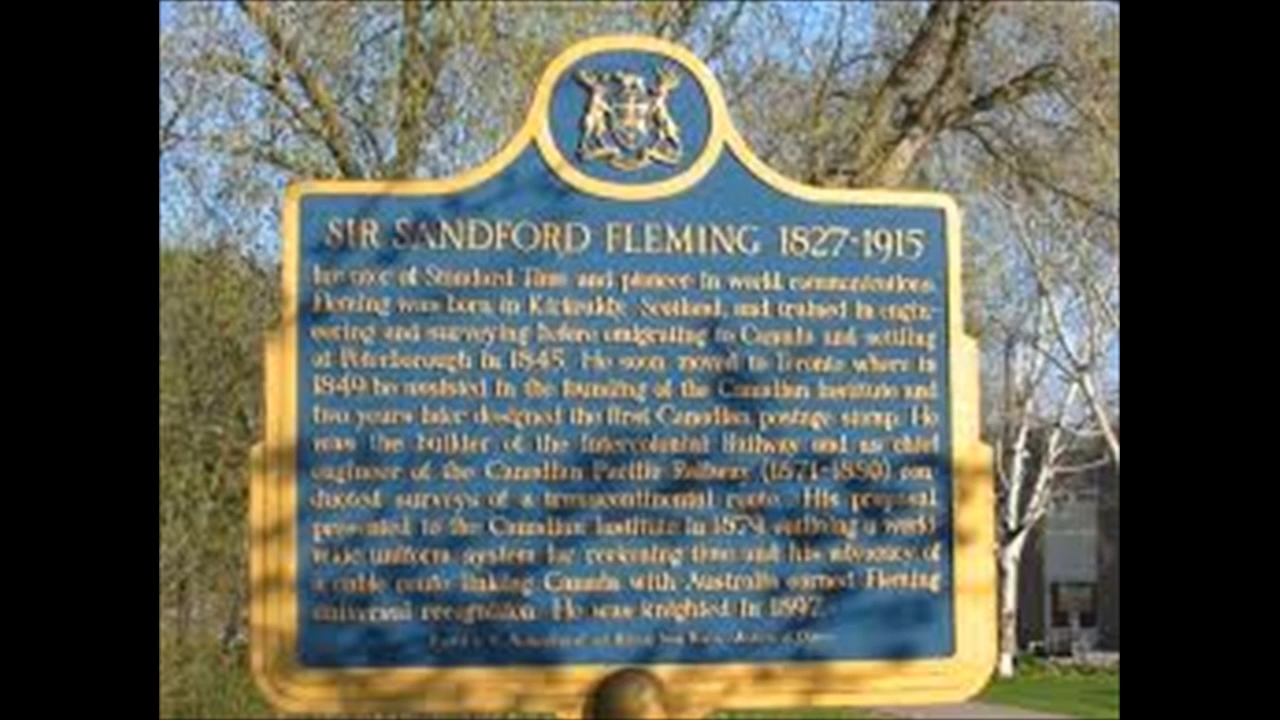 SIR SANDFORD FLEMING 1827-1915
of Standard Time and pioneer in world communications
Fleming was born in Kirkcaldy, Scotland, and trained in engin-
eering and surveying before emigrating to Canada and settling
at Peterborough in 1845. He soon moved to Toronto where in
1849 he assisted in the founding of the Canadian Institute and
two years later designed the first Canadian postage stamp. He
was the builder of the Intercolonial Railway and as chief
engineer of the Canadian Pacific Railway (1871-1880) con-
ducted surveys of a transcontinental route. His proposal
presented to the Canadian Institute in 1879 outlining a world
wide uniform system for reckoning time and his advocacy of
a cable route linking Canada with Australia earned Fleming
universal recognition. He was knighted in 1897.